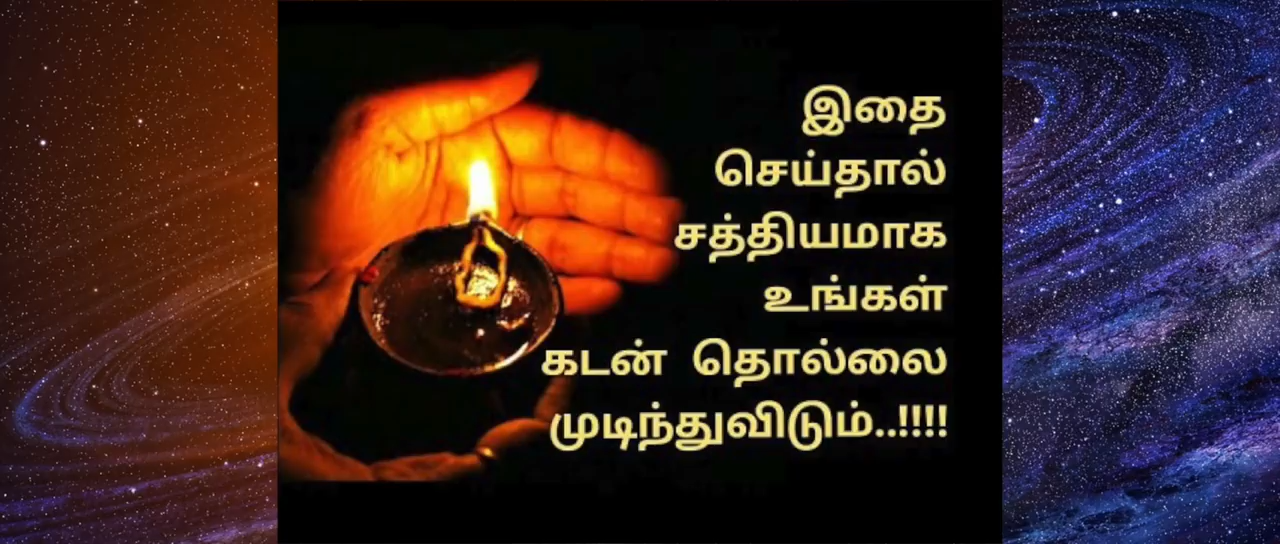 இதை
செய்தால்
சத்தியமாக
உங்கள்
கடன் தொல்லை
முடிந்துவிடும்..!!!!